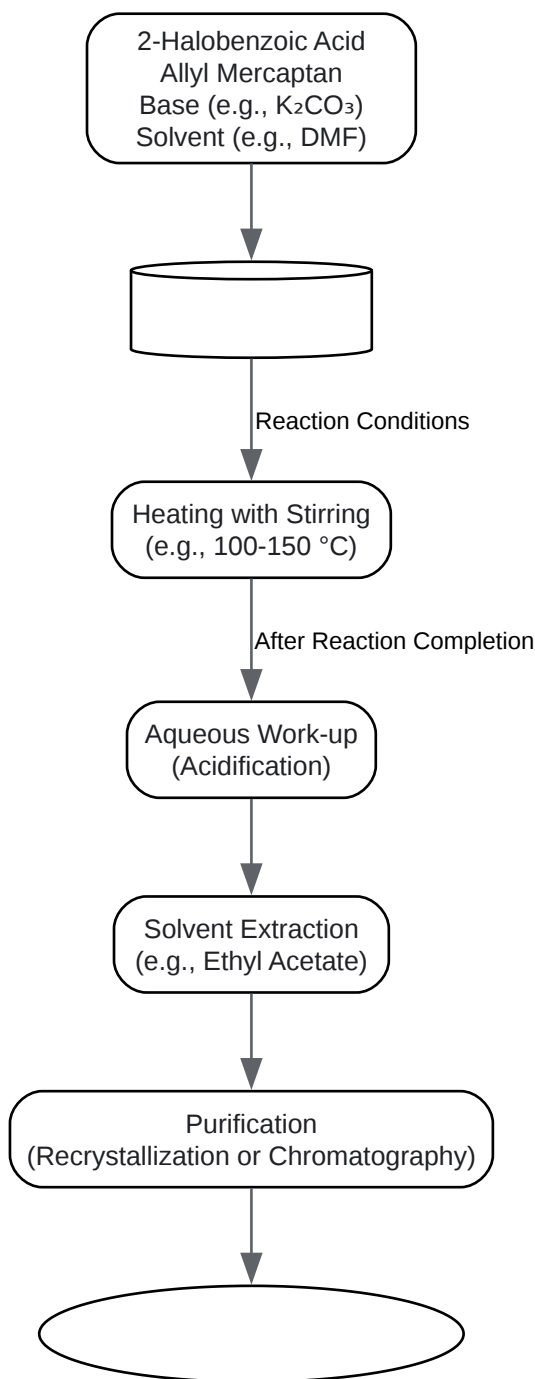 2-Halobenzoic Acid
Allyl Mercaptan
Base (e.g., K₂CO₃)
Solvent (e.g., DMF)
Reaction Conditions
Heating with Stirring
(e.g., 100-150 °C)
After Reaction Completion
Aqueous Work-up
(Acidification)
Solvent Extraction
(e.g., Ethyl Acetate)
Purification
(Recrystallization or Chromatography)